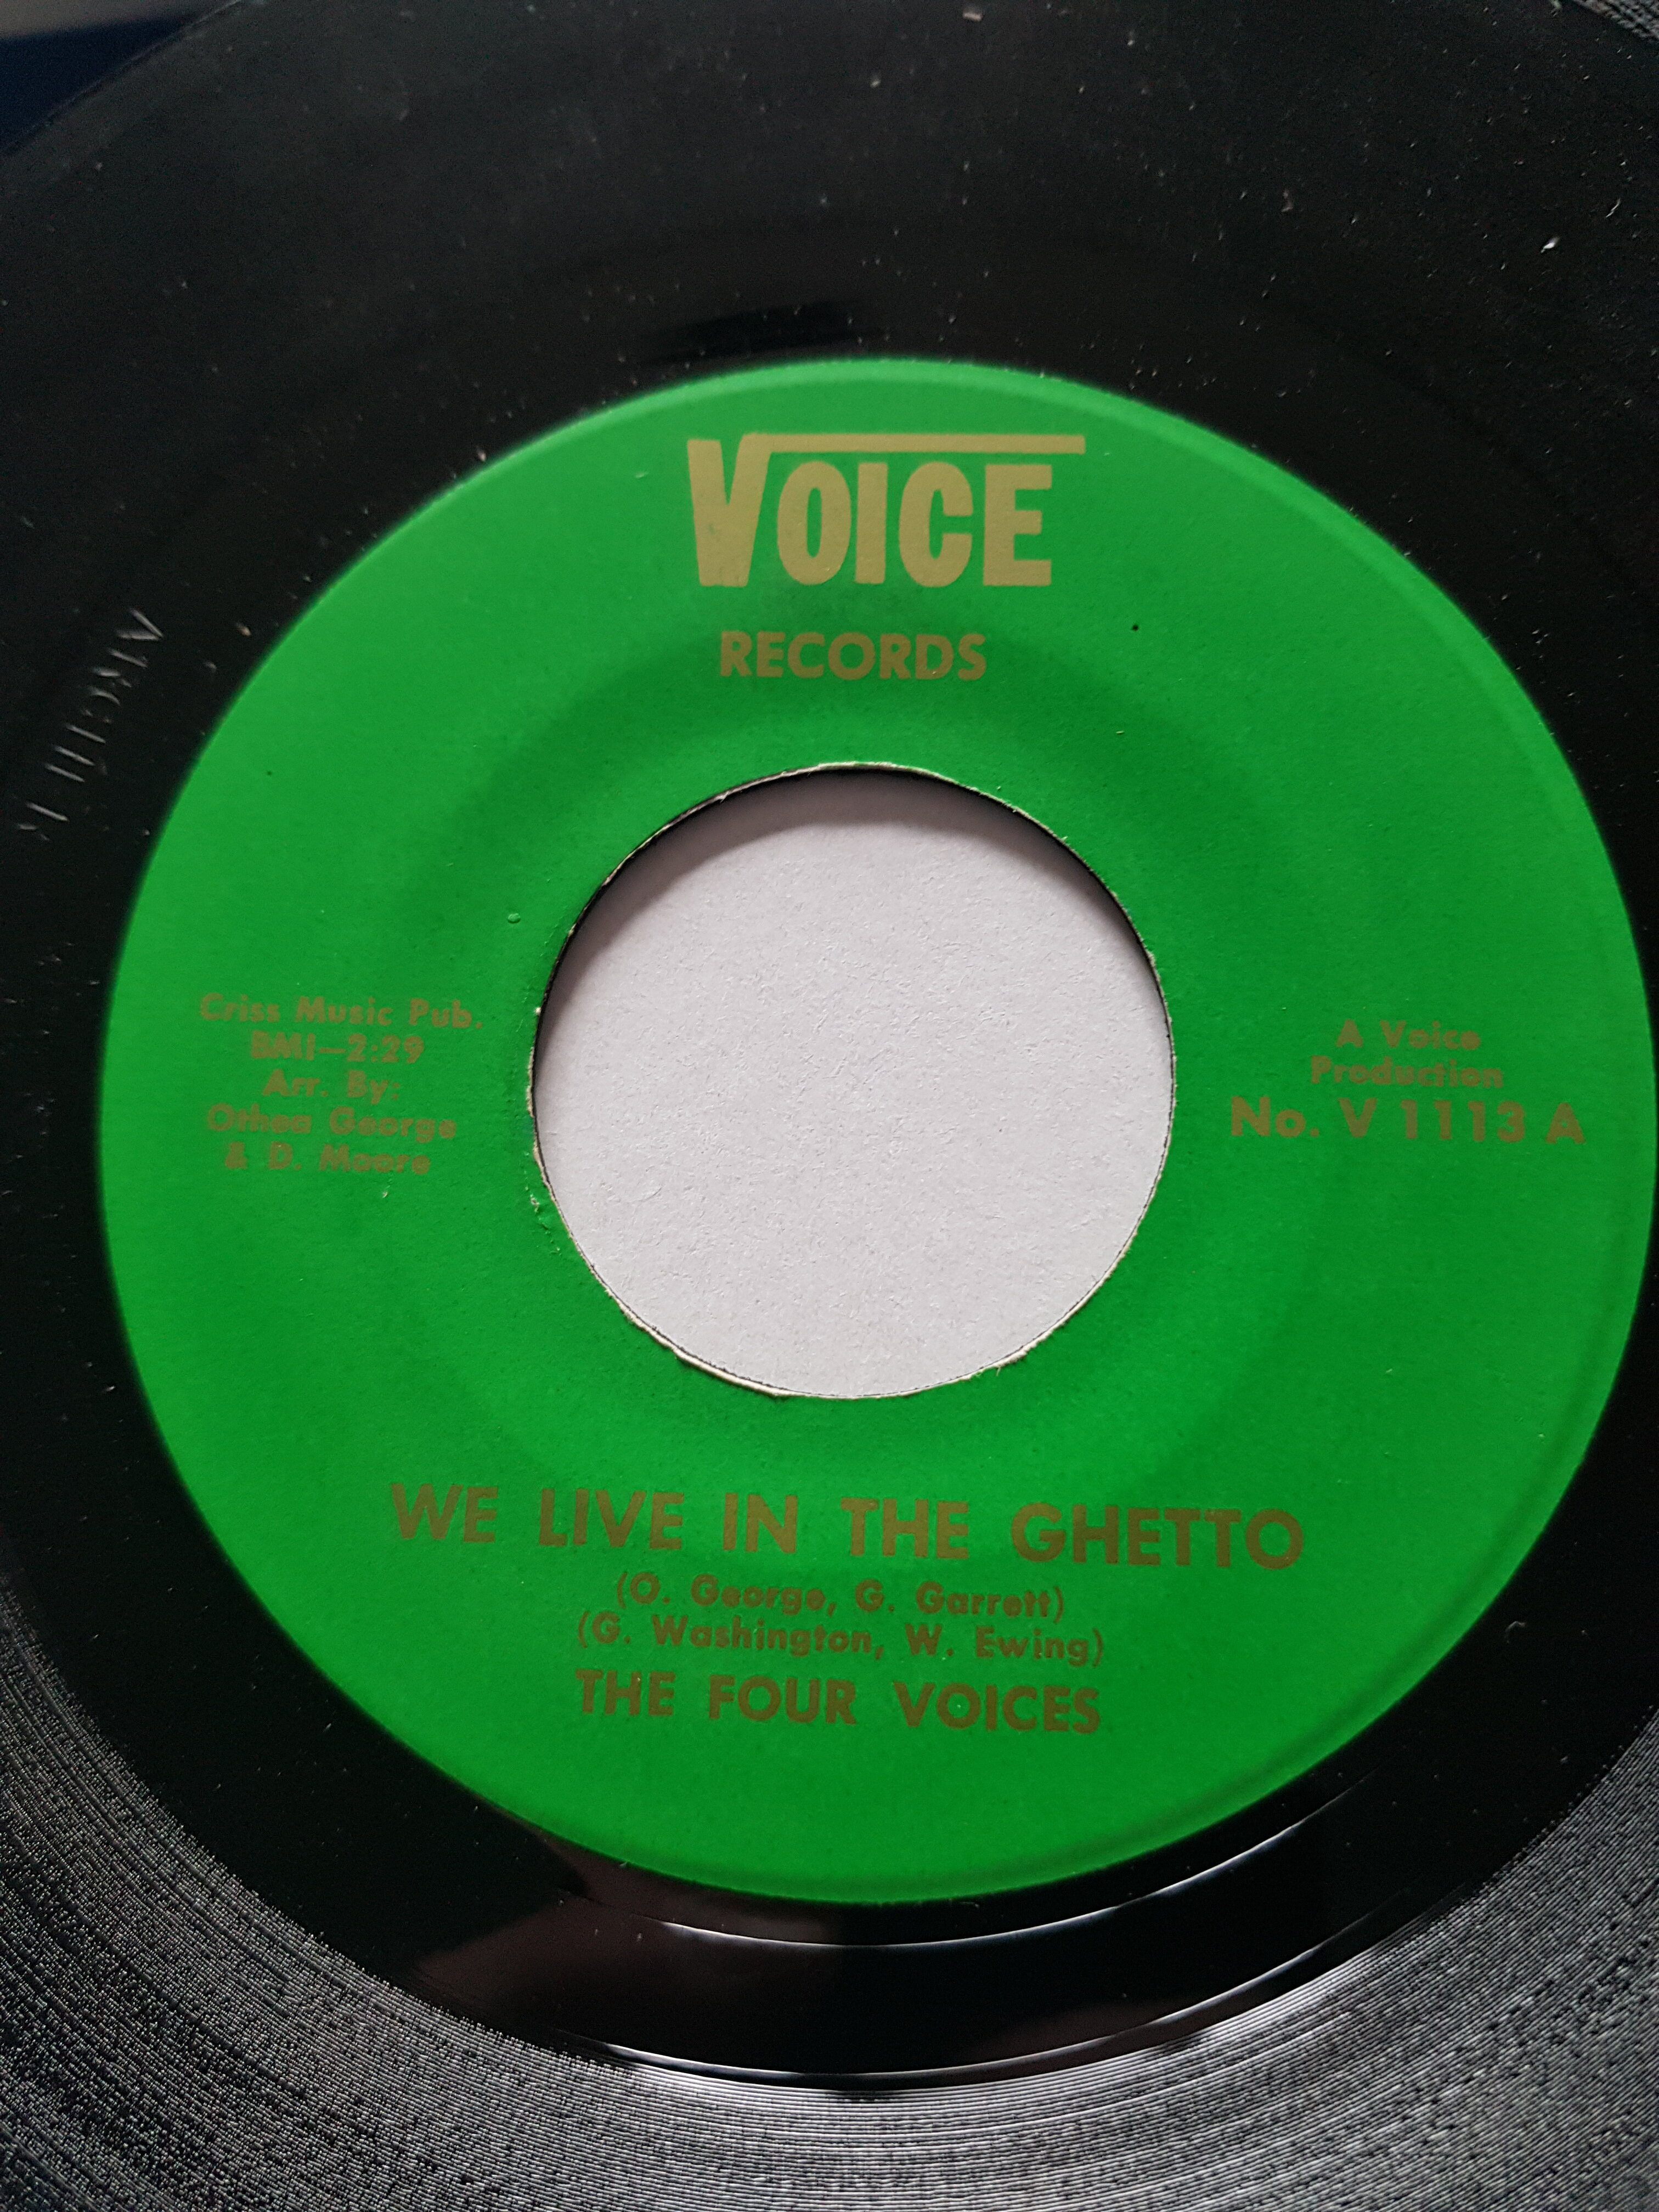 VOICE
RECORDS
Criss Music Pub.
BMI—2:29
Arr. By:
Othea George
& D. Moore
A Voice
Production
No. V 1113 A
WE LIVE IN THE GHETTO
(O. George, G. Garrett)
(G. Washington, W. Ewing)
THE FOUR VOICES